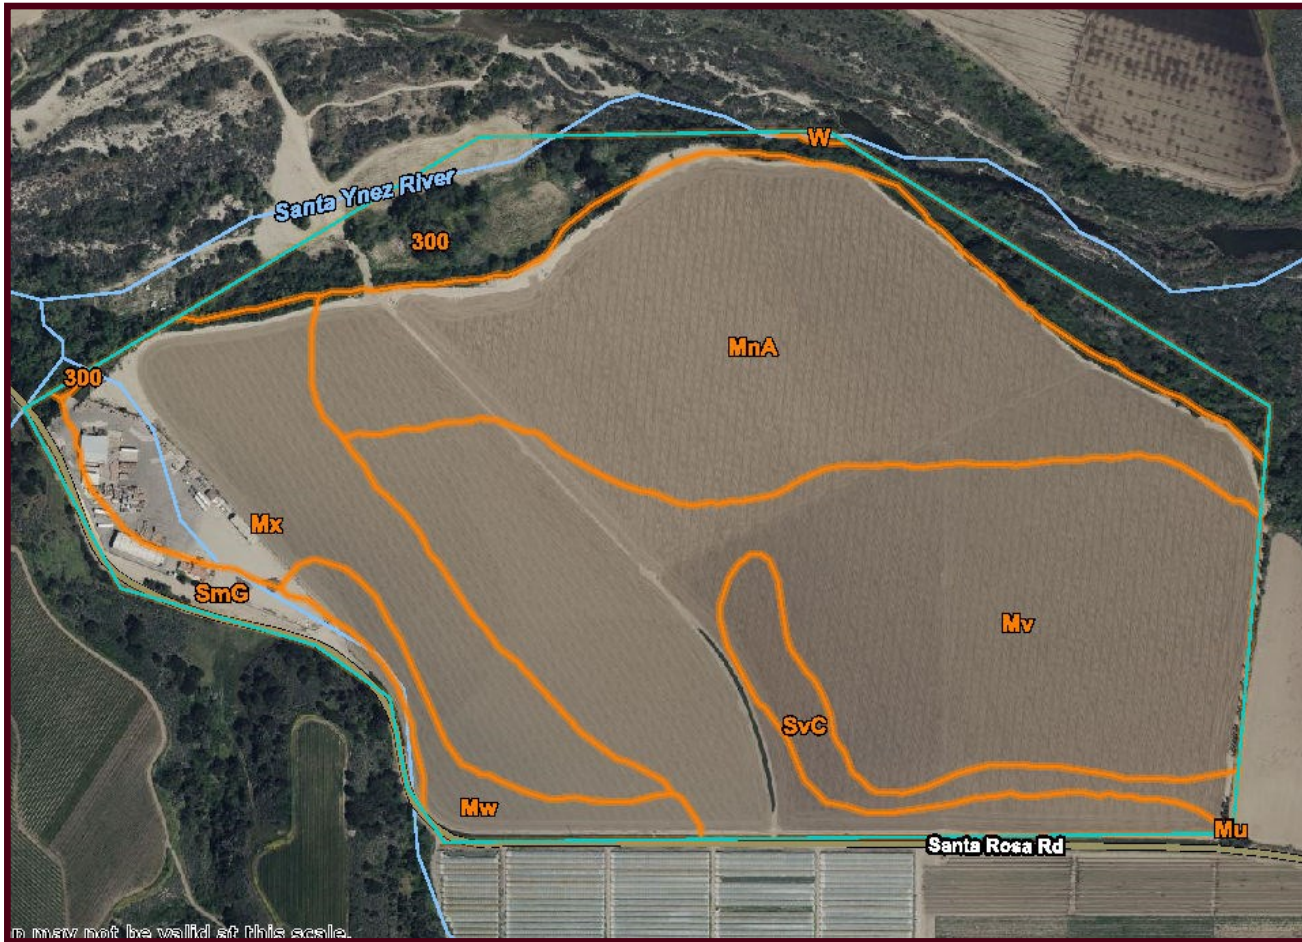 W
Santa Ynez River
300
MnA
300
Mx
SmG
Mv
SvC
Mw
Mu
Santa Rosa Rd
may not be valid at this scale.